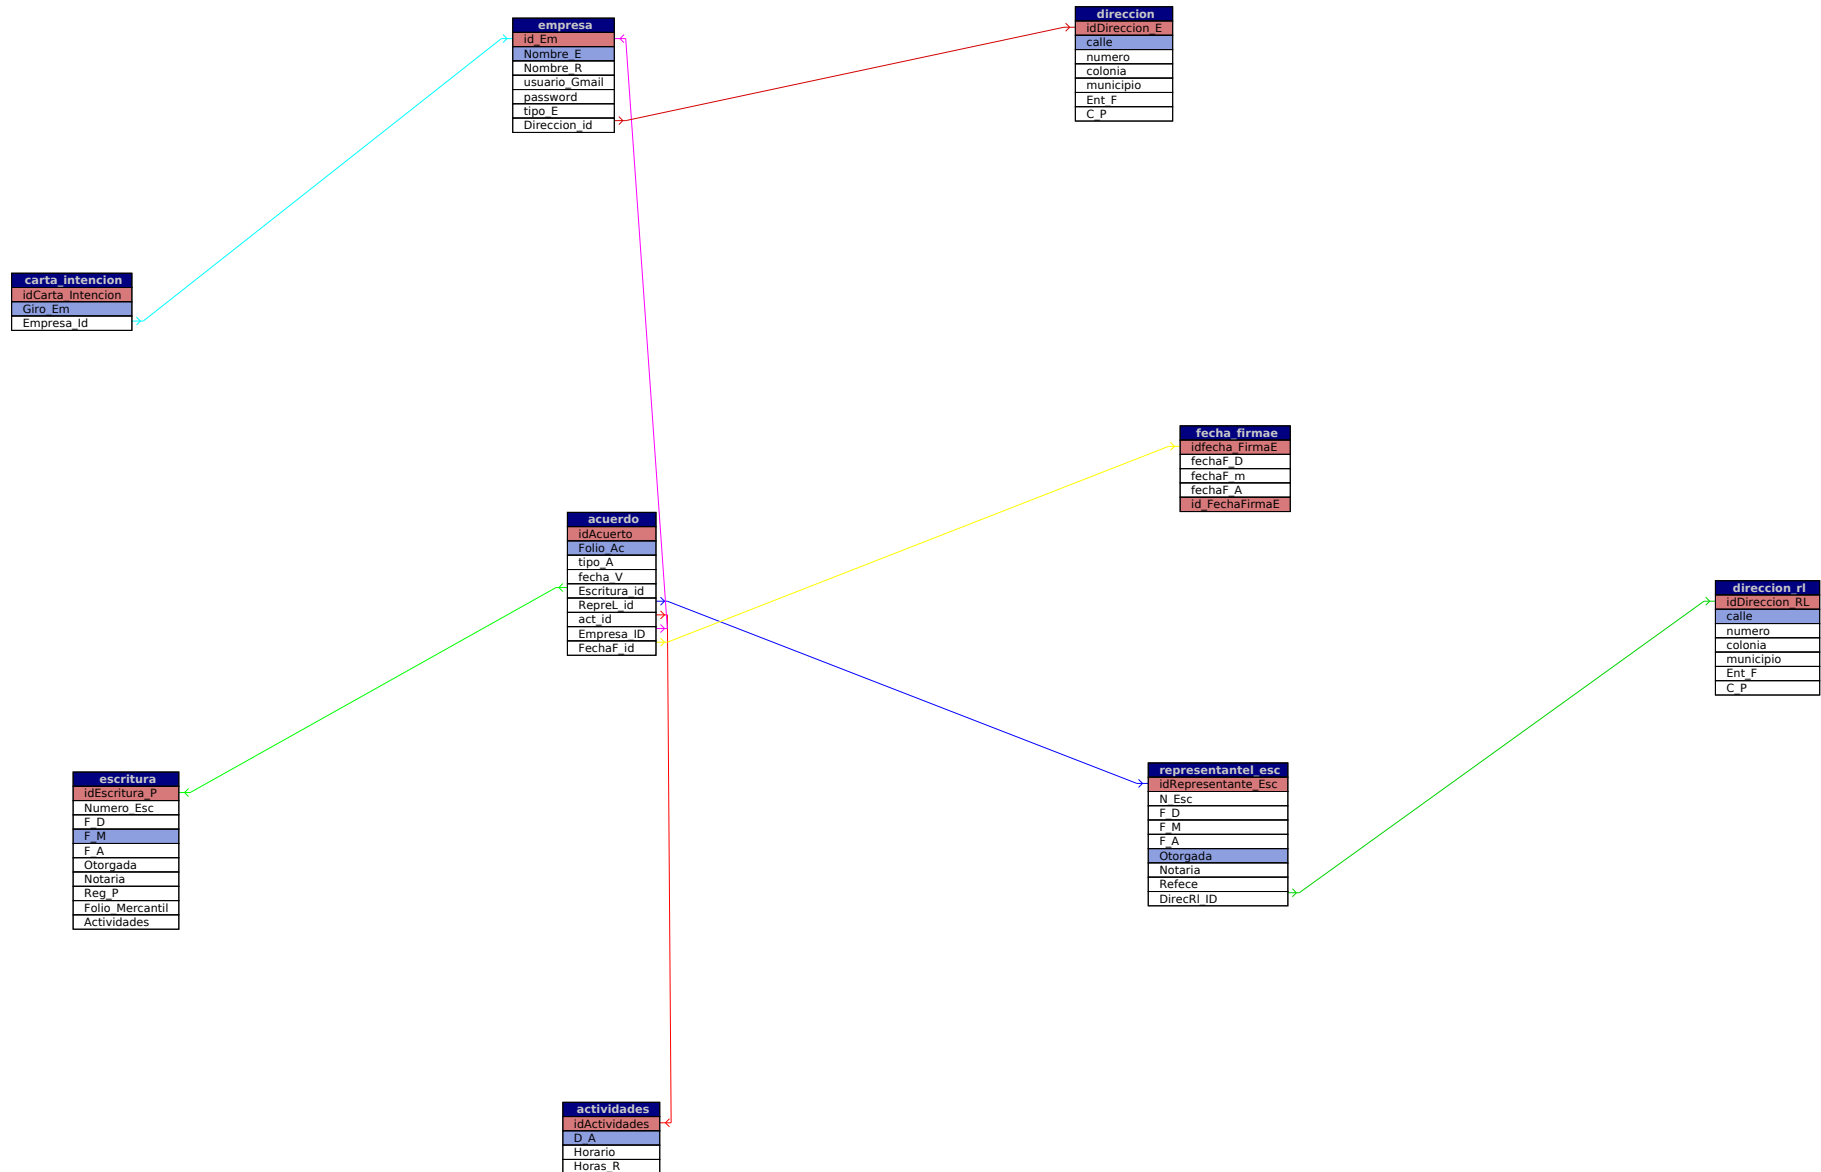 empresa
id_Em
Nombre_E
Nombre_R
usuario_Gmail
password
tipo_E
Direccion_id
direccion
idDireccion_E
calle
numero
colonia
municipio
Ent_F
C_P
carta_intencion
idCarta_Intencion
Giro_Em
Empresa_Id
fecha_firmae
idfecha_FirmaE
fechaF_D
fechaF_m
fechaF_A
id_FechaFirmaE
acuerdo
idAcuerto
Folio_Ac
tipo_A
fecha_V
Escritura_id
RepreL_id
act_id
Empresa_ID
FechaF_id
direccion_rl
idDireccion_RL
calle
numero
colonia
municipio
Ent_F
C_P
escritura
idEscritura_P
Numero_Esc
F_D
F_M
F_A
Otorgada
Notaria
Reg_P
Folio_Mercantil
Actividades
representantel_esc
idRepresentante_Esc
N_Esc
F_D
F_M
F_A
Otorgada
Notaria
Refece
DirecRl_ID
actividades
idActividades
D_A
Horario
Horas_R